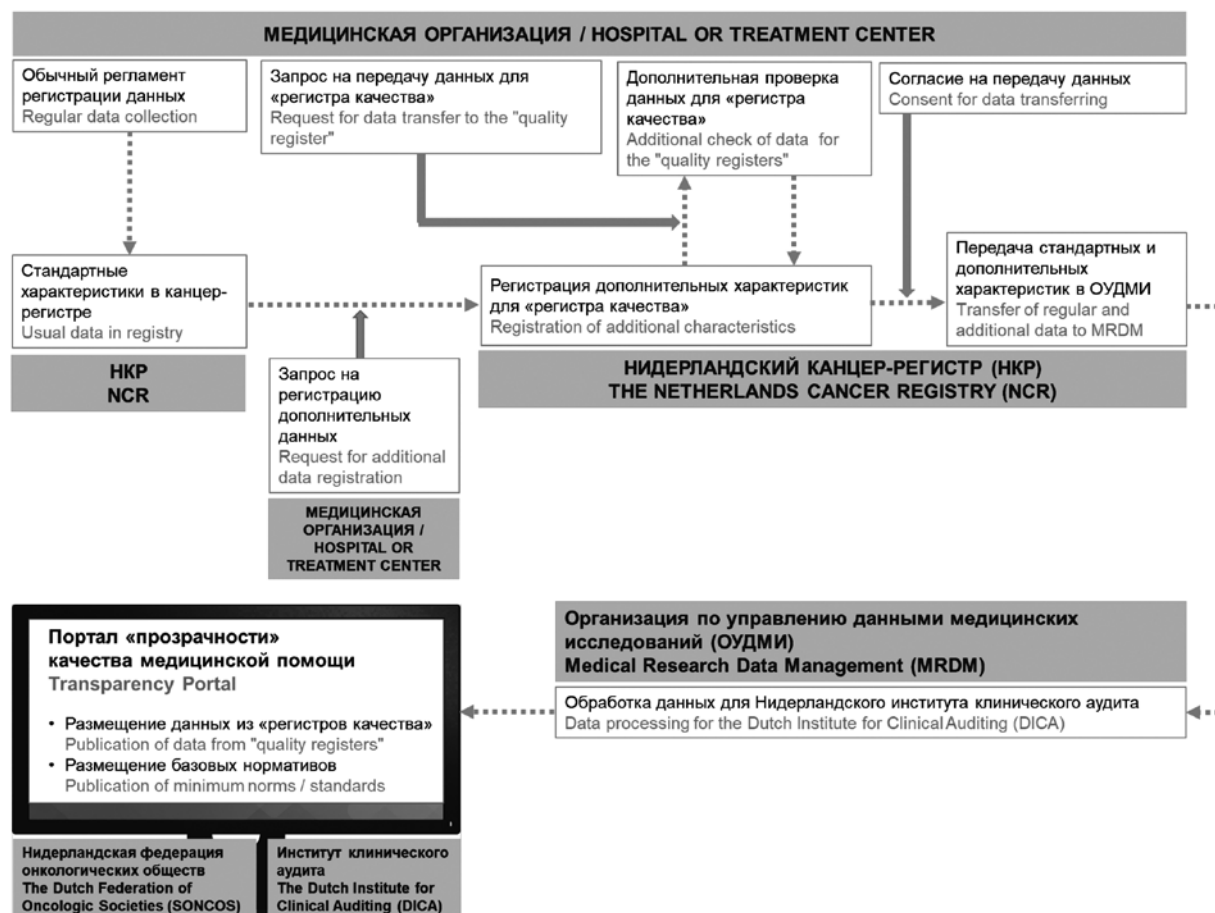 МЕДИЦИНСКАЯ ОРГАНИЗАЦИЯ / HOSPITAL OR TREATMENT CENTER
Обычный регламент
регистрации данных
Regular data collection
Запрос на передачу данных для
«регистра качества»
Request for data transfer to the "quality
register"
Дополнительная проверка
данных для «регистра
качества»
Additional check of data for
the "quality registers"
Согласие на передачу данных
Consent for data transferring
Стандартные
характеристики в канцер-
регистре
Usual data in registry
НКР
NCR
Запрос на
регистрацию
дополнительных
данных
Request for additional
data registration
МЕДИЦИНСКАЯ
ОРГАНИЗАЦИЯ /
HOSPITAL OR
TREATMENT CENTER
Регистрация дополнительных характеристик
для «регистра качества»
Registration of additional characteristics
Передача стандартных и
дополнительных
характеристик в ОУДМИ
Transfer of regular and
additional data to MRDM
НИДЕРЛАНДСКИЙ КАНЦЕР-РЕГИСТР (НКР)
THE NETHERLANDS CANCER REGISTRY (NCR)
Организация по управлению данными медицинских
исследований (ОУДМИ)
Medical Research Data Management (MRDM)
Обработка данных для Нидерландского института клинического аудита
Data processing for the Dutch Institute for Clinical Auditing (DICA)
Портал «прозрачности»
качества медицинской помощи
Transparency Portal
• Размещение данных из «регистров качества»
Publication of data from "quality registers"
• Размещение базовых нормативов
Publication of minimum norms / standards
Нидерландская федерация
онкологических обществ
The Dutch Federation of
Oncologic Societies (SONCOS)
Институт клинического
аудита
The Dutch Institute for
Clinical Auditing (DICA)